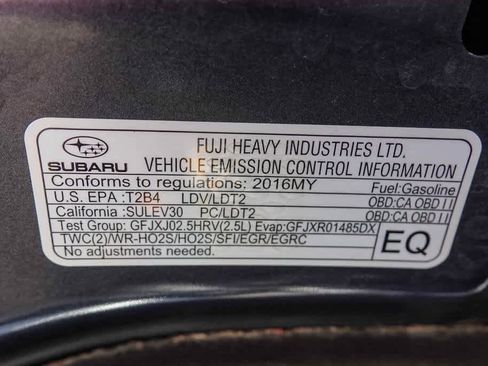 FUJI HEAVY INDUSTRIES LTD.
SUBARU VEHICLE EMISSION CONTROL INFORMATION
Conforms to regulations: 2016MY Fuel:Gasoline
U.S. EPA :T2B4 LDV/LDT2 OBD:CA OBD II
California :SULEV30 PC/LDT2 OBD:CA OBD II
Test Group: GFJXJ02.5HRV(2.5L) Evap:GFJXR01485DX
TWC(2)/WR-HO2S/HO2S/SFI/EGR/EGRC
No adjustments needed.
EQ